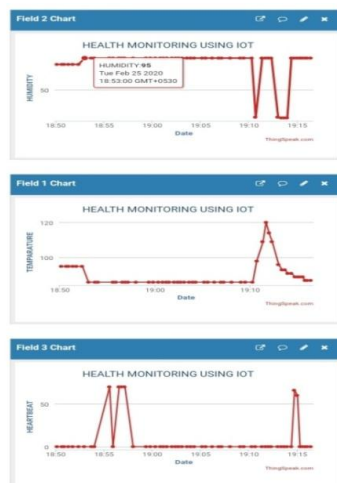 Field 2 Chart
HEALTH MONITORING USING IOT
HUMIDITY:95
Tue Feb 25 2020
18:53:00 GMT+0530
HUMIDITY
50
18:50 18:55 19:00 19:05 19:10 19:15
Date
ThingSpeak.com
Field 1 Chart
HEALTH MONITORING USING IOT
TEMPARATURE
120
100
18:50 19:00 19:10
Date
ThingSpeak.com
Field 3 Chart
HEALTH MONITORING USING IOT
HEARTBEAT
50
0
18:50 18:55 19:00 19:05 19:10 19:15
Date
ThingSpeak.com